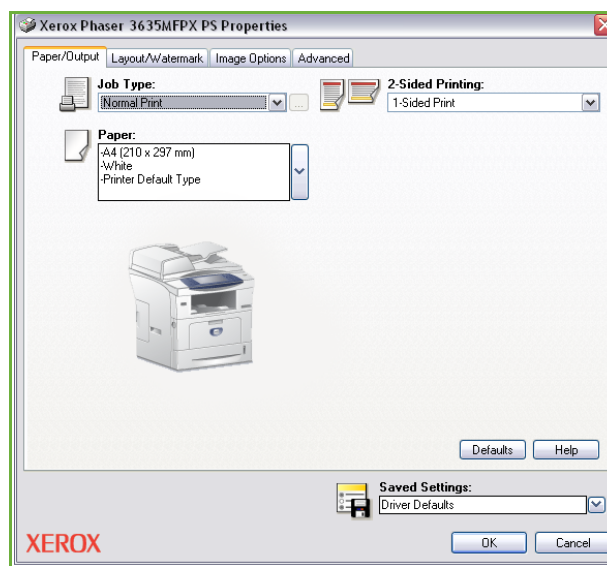 Xerox Phaser 3635MFPX PS Properties
Paper/Output Layout/Watermark Image Options Advanced
Job Type:
Normal Print
...
2-Sided Printing:
1-Sided Print
Paper:
-A4 (210 x 297 mm)
-White
-Printer Default Type
Defaults Help
Saved Settings:
Driver Defaults
XEROX
OK Cancel